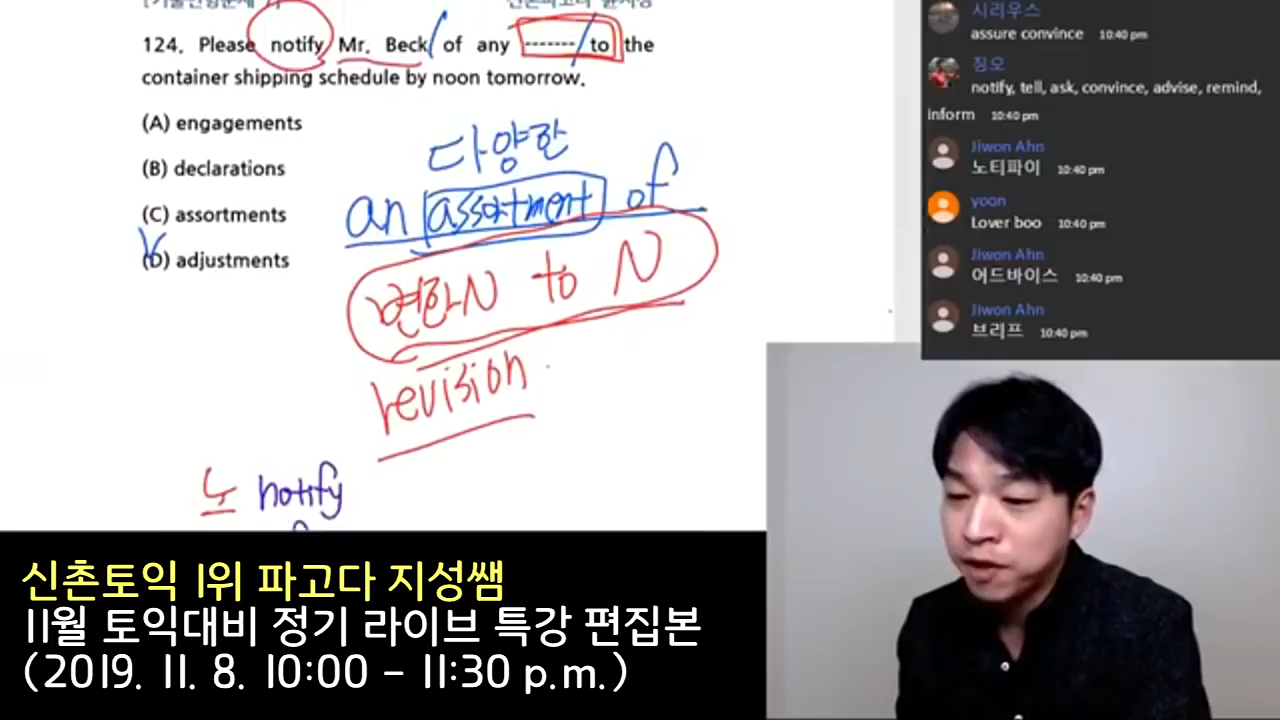 124. Please notify Mr. Beck of any ------- to the
container shipping schedule by noon tomorrow.
(A) engagements
(B) declarations
(C) assortments
(D) adjustments
다양한
an assortment of
변화N to N
revision
노 notify
시리우스
assure convince 10:40 pm
징오
notify, tell, ask, convince, advise, remind,
inform 10:40 pm
Jiwon Ahn
노티파이 10:40 pm
yoon
Lover boo 10:40 pm
Jiwon Ahn
어드바이스 10:40 pm
Jiwon Ahn
브리프 10:40 pm
신촌토익 1위 파고다 지성쌤
11월 토익대비 정기 라이브 특강 편집본
(2019. 11. 8. 10:00 - 11:30 p.m.)